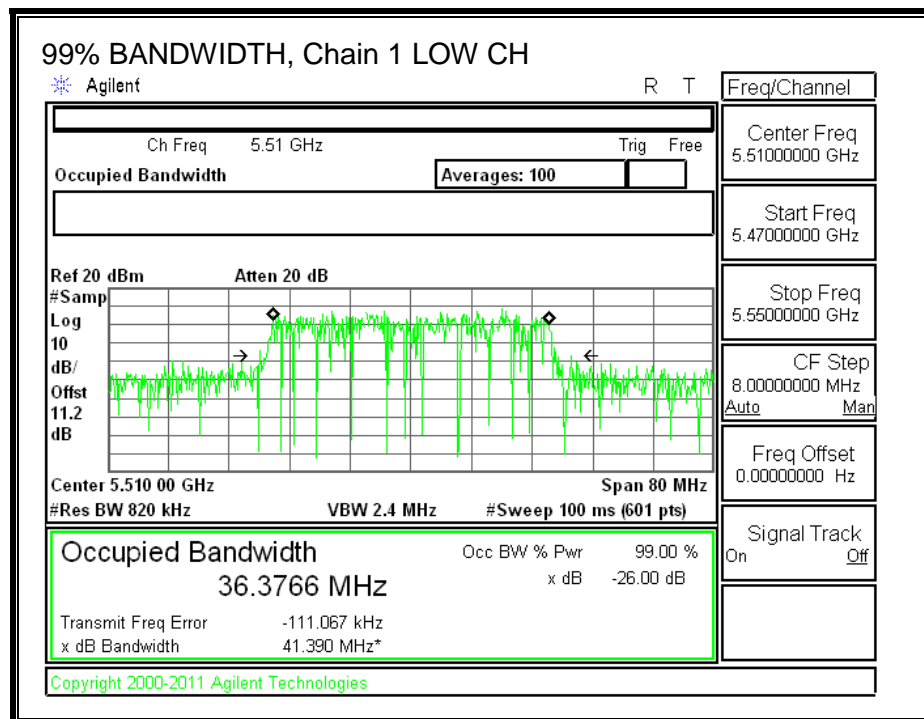 99% BANDWIDTH, Chain 1 LOW CH
Agilent R T
Ch Freq 5.51 GHz Trig Free
Occupied Bandwidth Averages: 100
Ref 20 dBm Atten 20 dB
#Samp
Log
10
dB/
Offst
11.2
dB
Center 5.510 00 GHz Span 80 MHz
#Res BW 820 kHz VBW 2.4 MHz #Sweep 100 ms (601 pts)
Occupied Bandwidth Occ BW % Pwr 99.00 %
36.3766 MHz x dB -26.00 dB
Transmit Freq Error -111.067 kHz
x dB Bandwidth 41.390 MHz*
Copyright 2000-2011 Agilent Technologies
Freq/Channel
Center Freq
5.51000000 GHz
Start Freq
5.47000000 GHz
Stop Freq
5.55000000 GHz
CF Step
8.00000000 MHz
Auto Man
Freq Offset
0.00000000 Hz
Signal Track
On Off